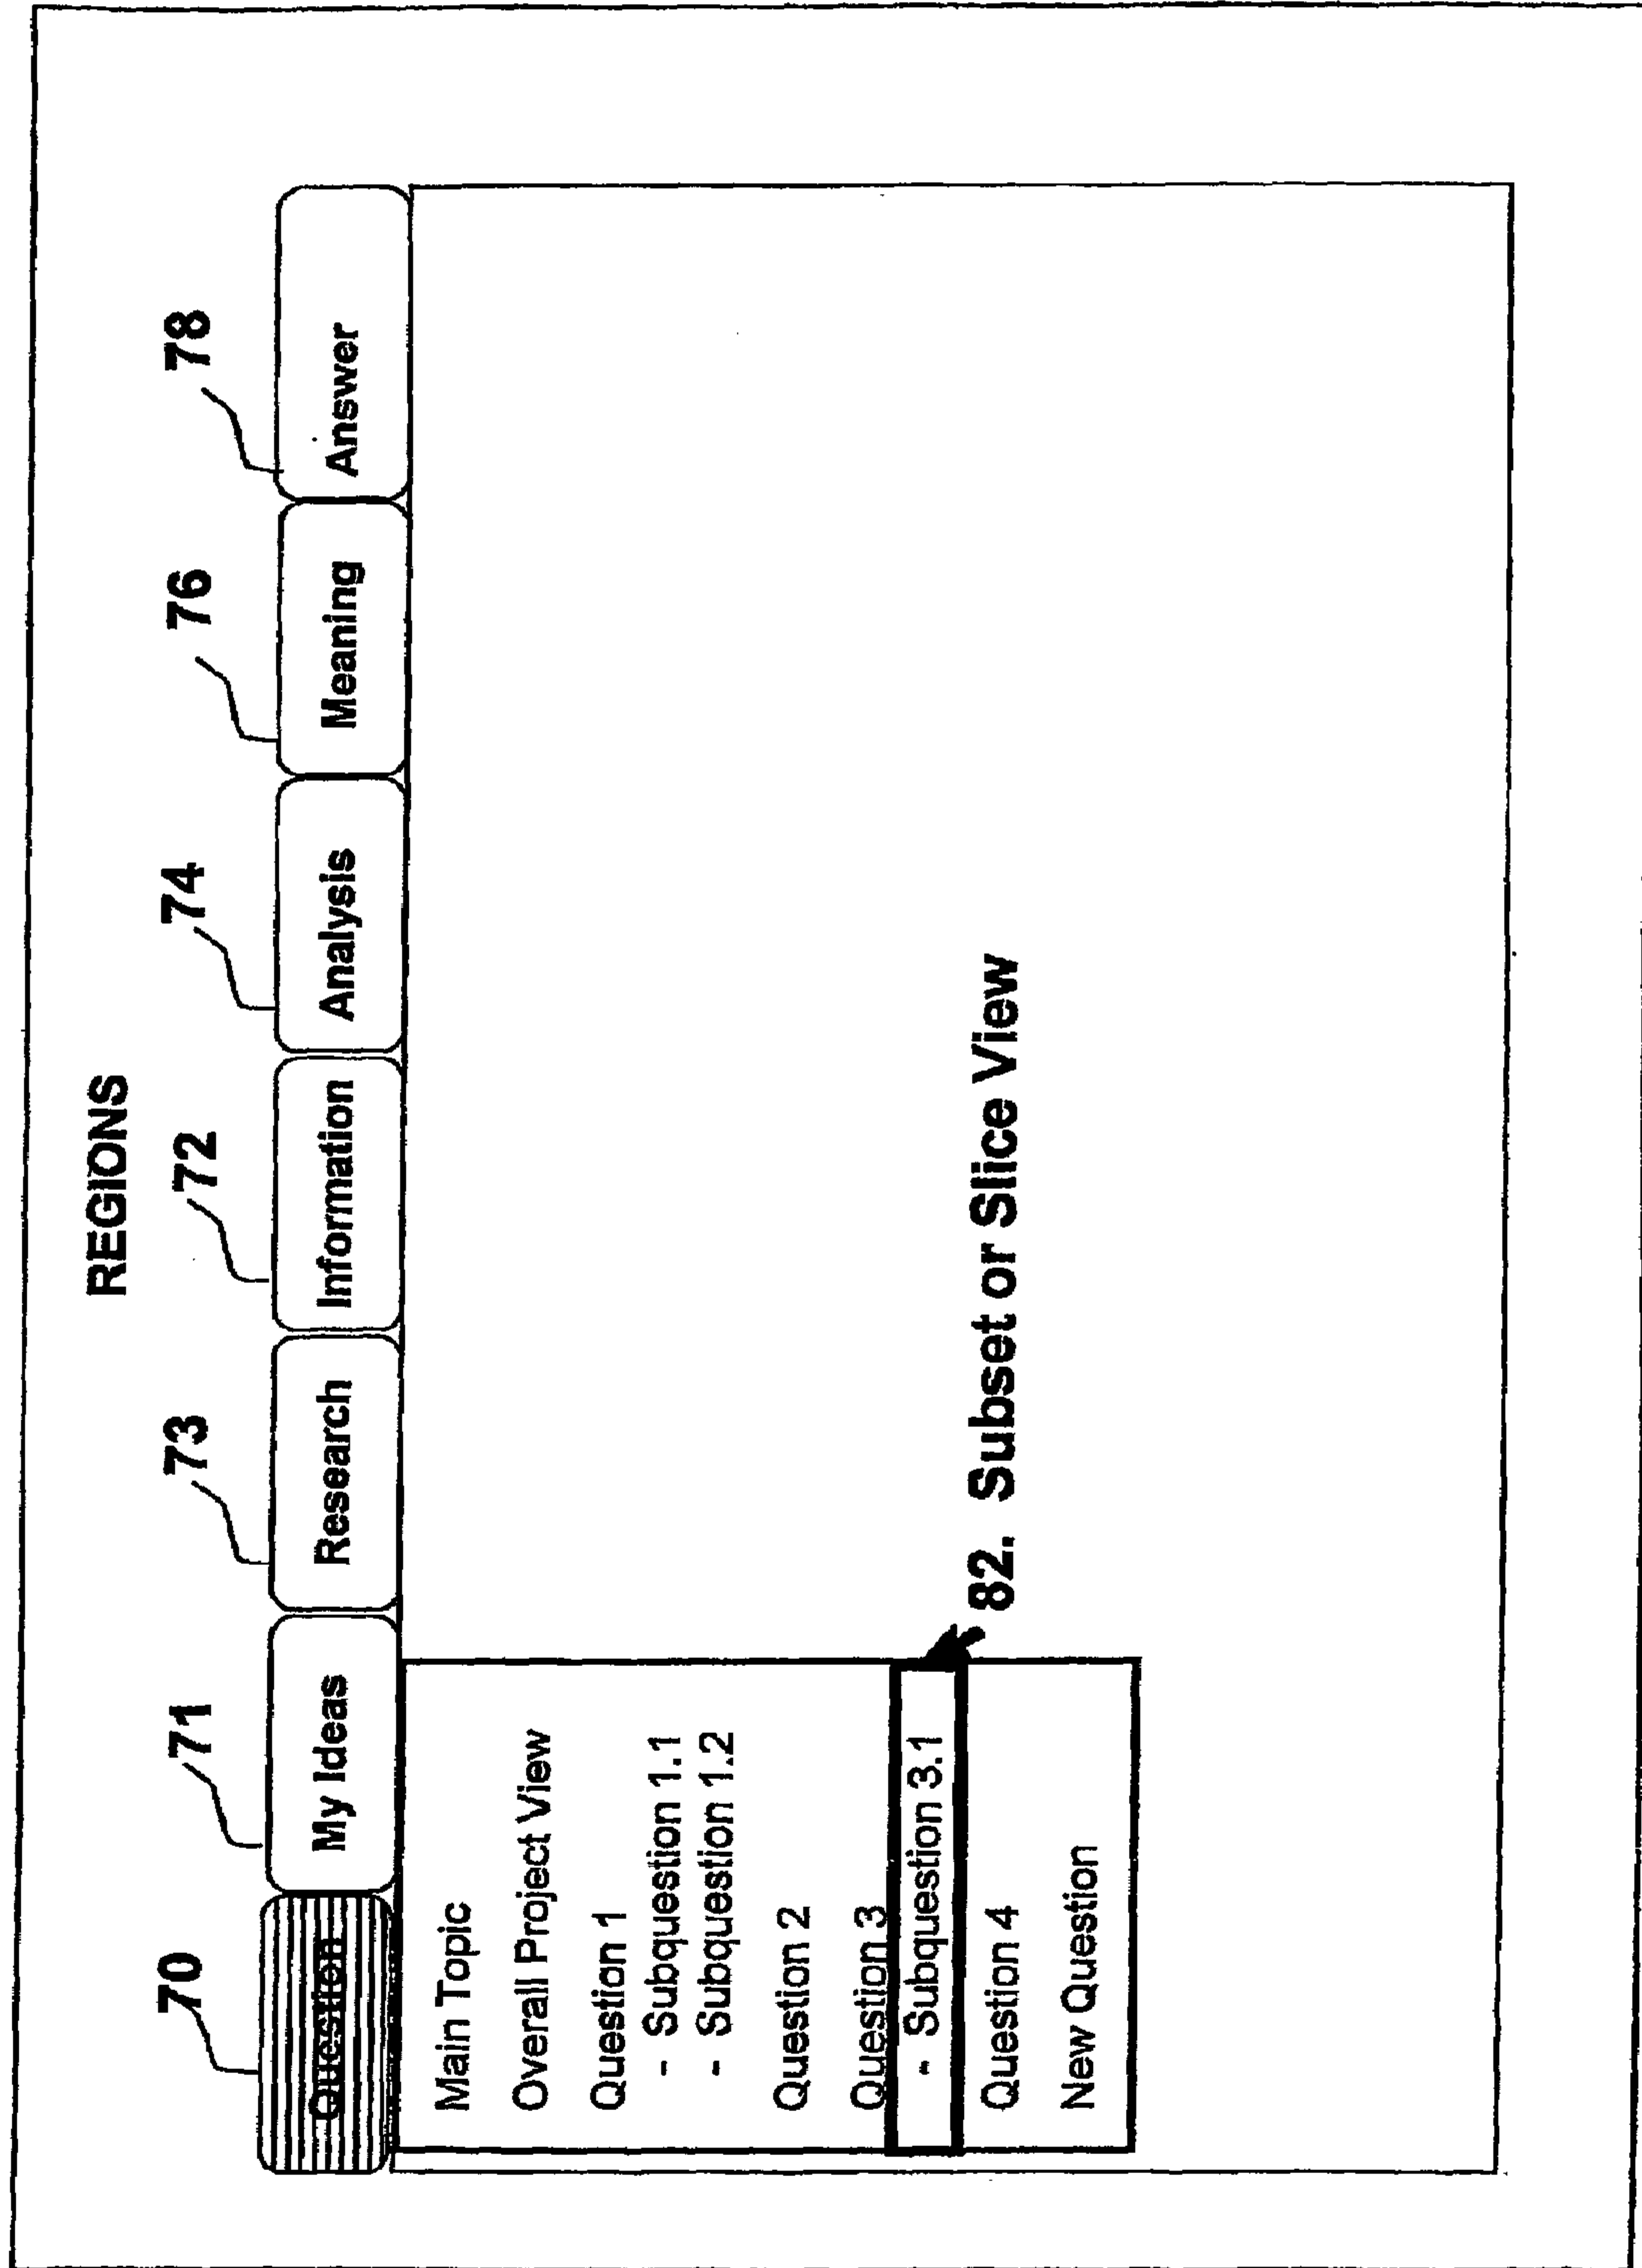 REGIONS
70 71 73 72 74 76 78
Question My Ideas Research Information Analysis Meaning Answer
Main Topic
Overall Project View
Question 1
- Subquestion 1.1
- Subquestion 1.2
Question 2
Question 3
- Subquestion 3.1
82. Subset or Slice View
Question 4
New Question